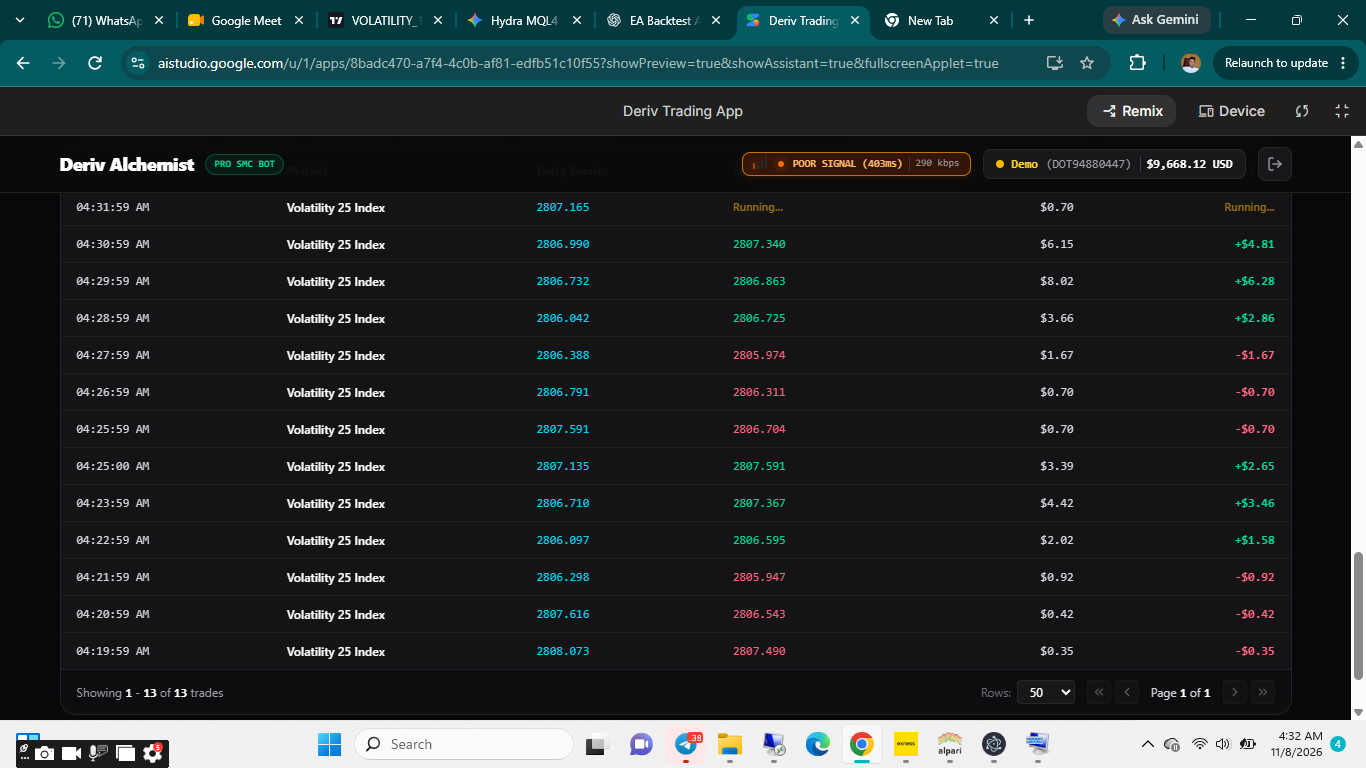 (71) WhatsAp
Google Meet
VOLATILITY_1
Hydra MQL4
EA Backtest A
Deriv Trading
New Tab
Ask Gemini
aistudio.google.com/u/1/apps/8badc470-a7f4-4c0b-af81-edfb51c10f55?showPreview=true&showAssistant=true&fullscreenApplet=true
Relaunch to update
Deriv Trading App
Remix
Device
Deriv Alchemist
PRO SMC BOT
POOR SIGNAL (403ms) 290 kbps
Demo (DOT94880447) $9,668.12 USD
Market Entry Barrier
04:31:59 AM Volatility 25 Index 2807.165 Running... $0.70 Running...
04:30:59 AM Volatility 25 Index 2806.990 2807.340 $6.15 +$4.81
04:29:59 AM Volatility 25 Index 2806.732 2806.863 $8.02 +$6.28
04:28:59 AM Volatility 25 Index 2806.042 2806.725 $3.66 +$2.86
04:27:59 AM Volatility 25 Index 2806.388 2805.974 $1.67 -$1.67
04:26:59 AM Volatility 25 Index 2806.791 2806.311 $0.70 -$0.70
04:25:59 AM Volatility 25 Index 2807.591 2806.704 $0.70 -$0.70
04:25:00 AM Volatility 25 Index 2807.135 2807.591 $3.39 +$2.65
04:23:59 AM Volatility 25 Index 2806.710 2807.367 $4.42 +$3.46
04:22:59 AM Volatility 25 Index 2806.097 2806.595 $2.02 +$1.58
04:21:59 AM Volatility 25 Index 2806.298 2805.947 $0.92 -$0.92
04:20:59 AM Volatility 25 Index 2807.616 2806.543 $0.42 -$0.42
04:19:59 AM Volatility 25 Index 2808.073 2807.490 $0.35 -$0.35
Showing 1 - 13 of 13 trades
Rows: 50
Page 1 of 1
Search
38
exness
alpari
5
4:32 AM
11/8/2026
4